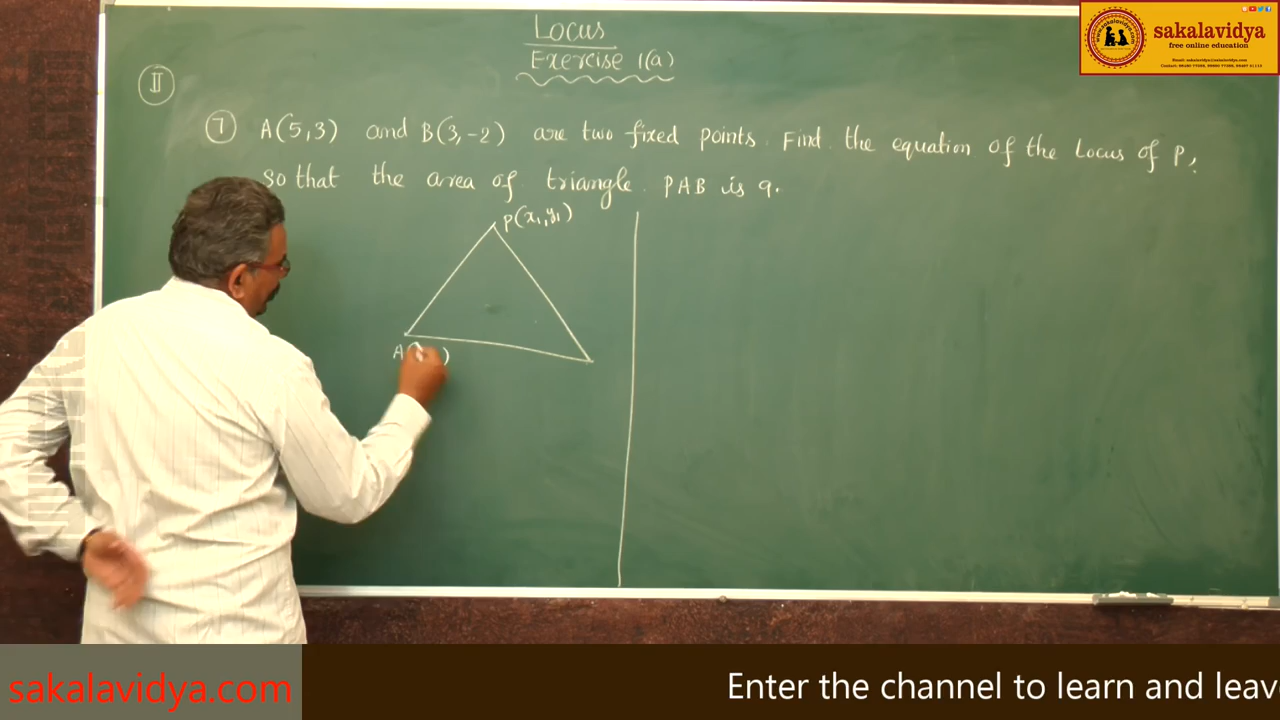 Locus
Exercise 1(a)
II
7 A(5,3) and B(3,-2) are two fixed points. Find the equation of the Locus of P,
so that the area of triangle PAB is 9.
P(x₁,y₁)
A( )
sakalavidya
free online education
sakalavidya.com
Enter the channel to learn and leav